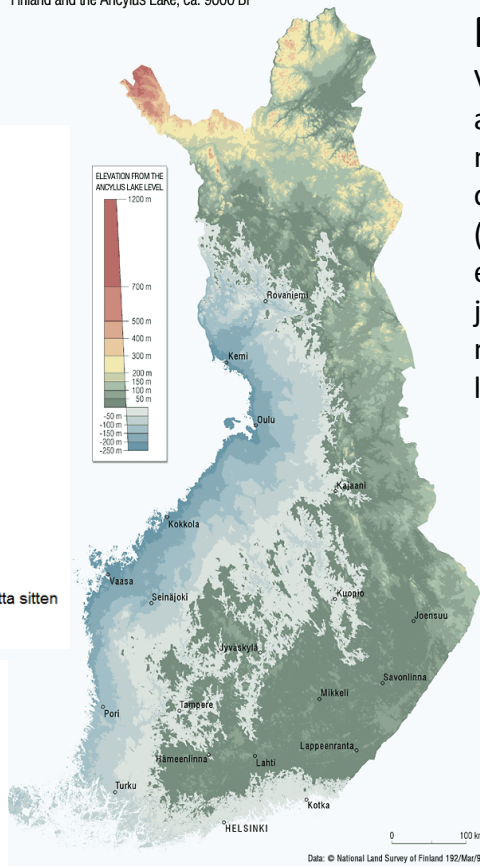 Finland and the Ancylus Lake, ca. 9000 BP
ELEVATION FROM THE
ANCYLUS LAKE LEVEL
1200 m
700 m
500 m
400 m
300 m
200 m
150 m
100 m
50 m
-50 m
-100 m
-150 m
-200 m
-250 m
Rovaniemi
Kemi
Oulu
Kajaani
Kokkola
Vaasa
tta sitten
Seinäjoki
Kuopio
Joensuu
Jyväskylä
Savonlinna
Mikkeli
Tampere
Pori
Lappeenranta
Hämeenlinna
Lahti
Turku
Kotka
HELSINKI
0 100 km
Data: © National Land Survey of Finland 192/Mar/9